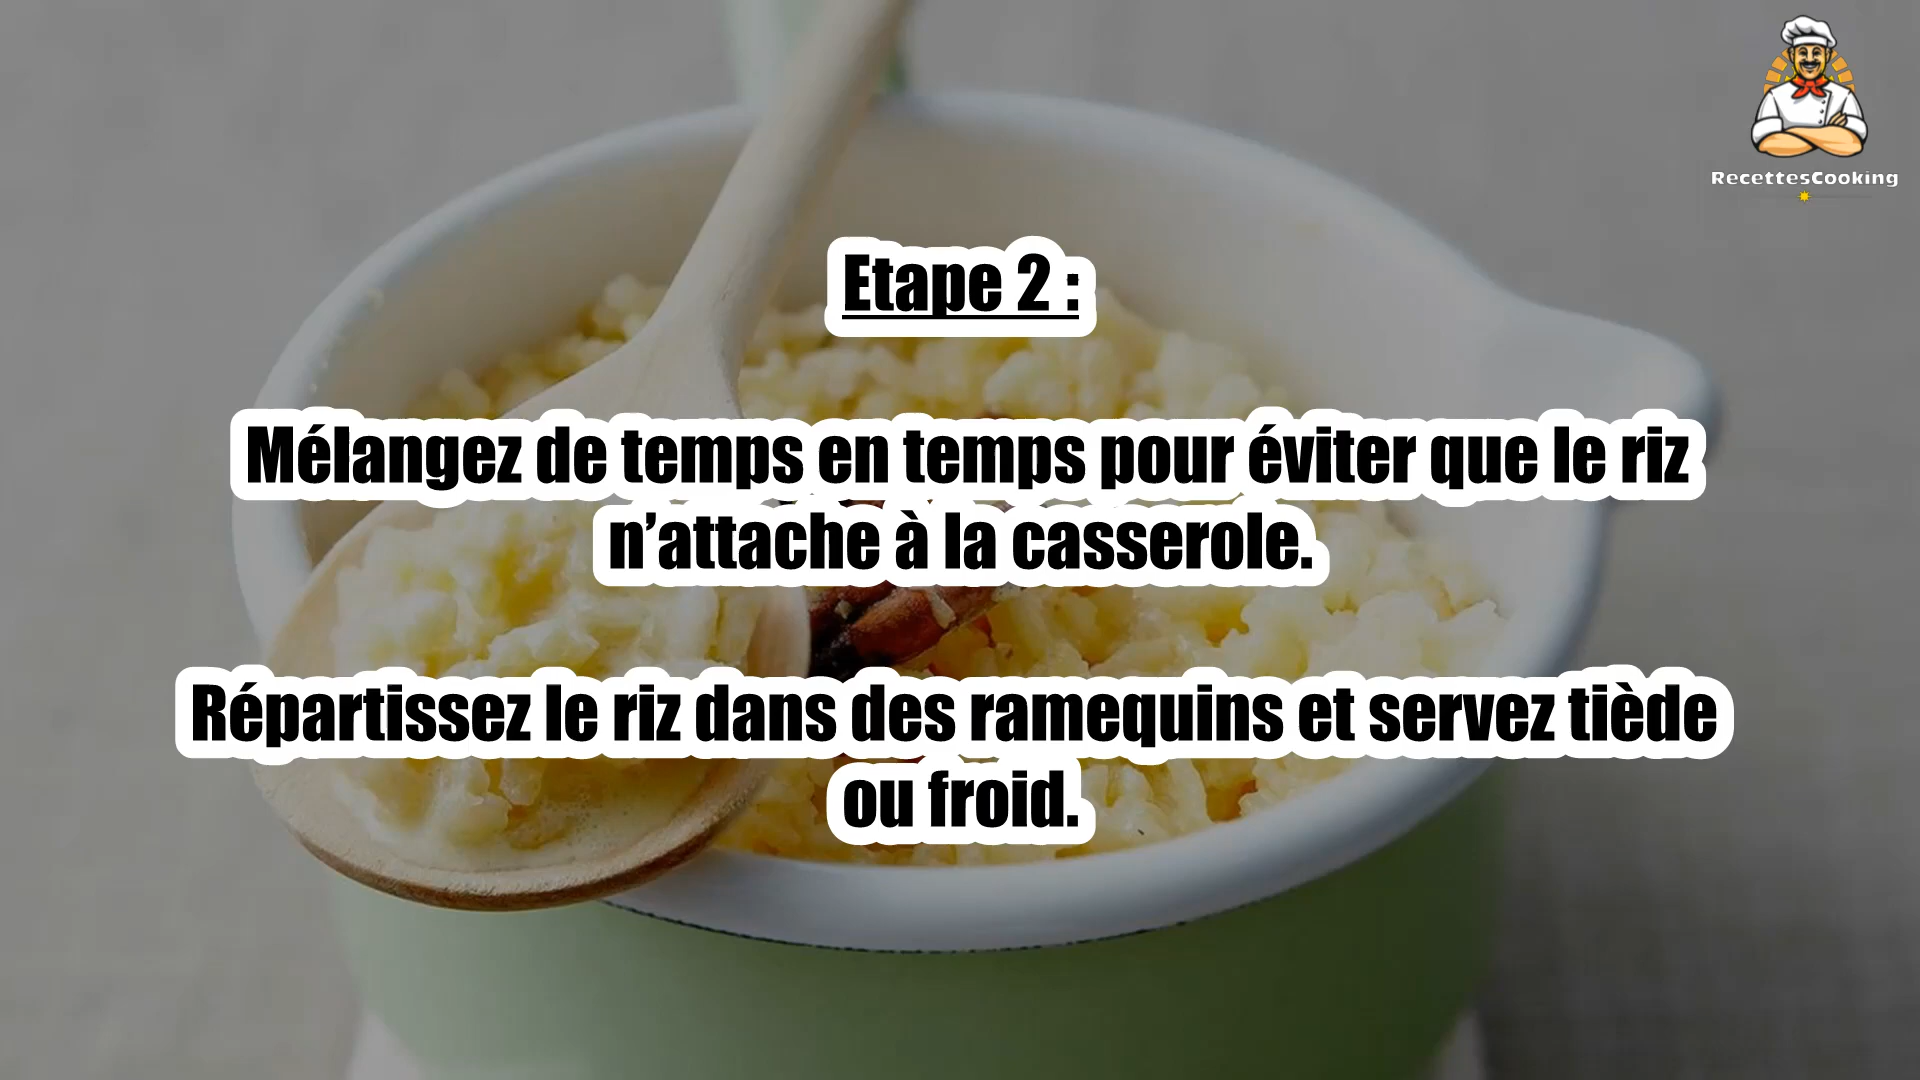 RecettesCooking
Etape 2 :
Mélangez de temps en temps pour éviter que le riz
n’attache à la casserole.
Répartissez le riz dans des ramequins et servez tiède
ou froid.